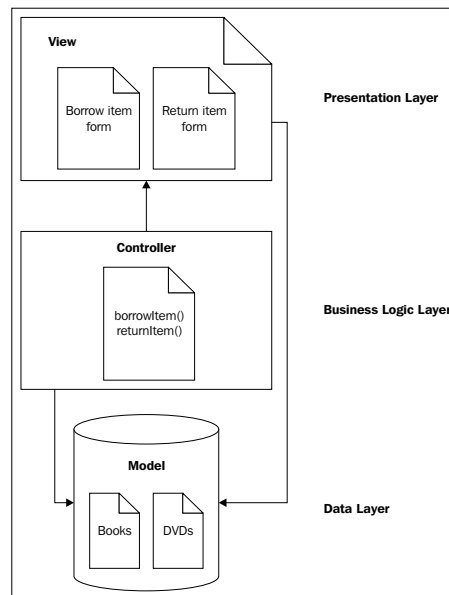 View
Borrow item
form
Return item
form
Presentation Layer
Controller
borrowItem()
returnItem()
Business Logic Layer
Model
Books
DVDs
Data Layer